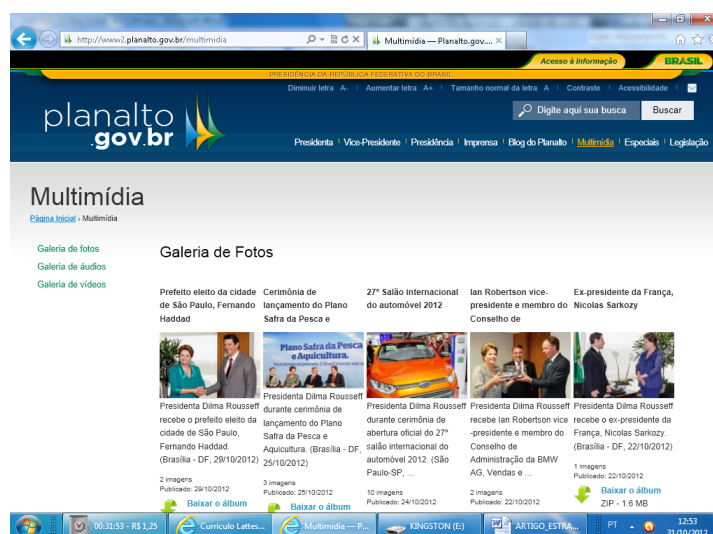 http://www2.planalto.gov.br/multimidia
Multimídia — Planalto.gov....
Acesso à Informação
BRASIL
PRESIDÊNCIA DA REPÚBLICA FEDERATIVA DO BRASIL
Diminuir letra A- Aumentar letra A+ Tamanho normal da letra A Contraste Acessibilidade
planalto
.gov.br
Digite aqui sua busca
Buscar
Presidenta Vice-Presidente Presidência Imprensa Blog do Planalto Multimídia Especiais Legislação
Multimídia
Página Inicial › Multimídia
Galeria de fotos
Galeria de áudios
Galeria de vídeos
Galeria de Fotos
Prefeito eleito da cidade
de São Paulo, Fernando
Haddad
Presidenta Dilma Rousseff
recebe o prefeito eleito da
cidade de São Paulo,
Fernando Haddad.
(Brasília - DF, 29/10/2012)
2 imagens
Publicado: 29/10/2012
Baixar o álbum
Cerimônia de
lançamento do Plano
Safra da Pesca e
Plano Safra da Pesca
e Aquicultura.
Presidenta Dilma Rousseff
durante cerimônia de
lançamento do Plano
Safra da Pesca e
Aquicultura. (Brasília - DF,
25/10/2012)
3 imagens
Publicado: 25/10/2012
Baixar o álbum
27º Salão internacional
do automóvel 2012
Presidenta Dilma Rousseff
durante cerimônia de
abertura oficial do 27º
salão internacional do
automóvel 2012. (São
Paulo-SP, ...
10 imagens
Publicado: 24/10/2012
Ian Robertson vice-
presidente e membro do
Conselho de
Presidenta Dilma Rousseff
recebe Ian Robertson vice
-presidente e membro do
Conselho de
Administração da BMW
AG, Vendas e ...
2 imagens
Publicado: 22/10/2012
Ex-presidente da França,
Nicolas Sarkozy
Presidenta Dilma Rousseff
recebe o ex-presidente da
França, Nicolas Sarkozy.
(Brasília - DF, 22/10/2012)
1 imagens
Publicado: 22/10/2012
Baixar o álbum
ZIP - 1.6 MB
00:31:53 - R$ 1,25
Currículo Lattes...
Multimídia — P...
KINGSTON (E:)
ARTIGO_ESTRA...
PT
12:53
31/10/2012